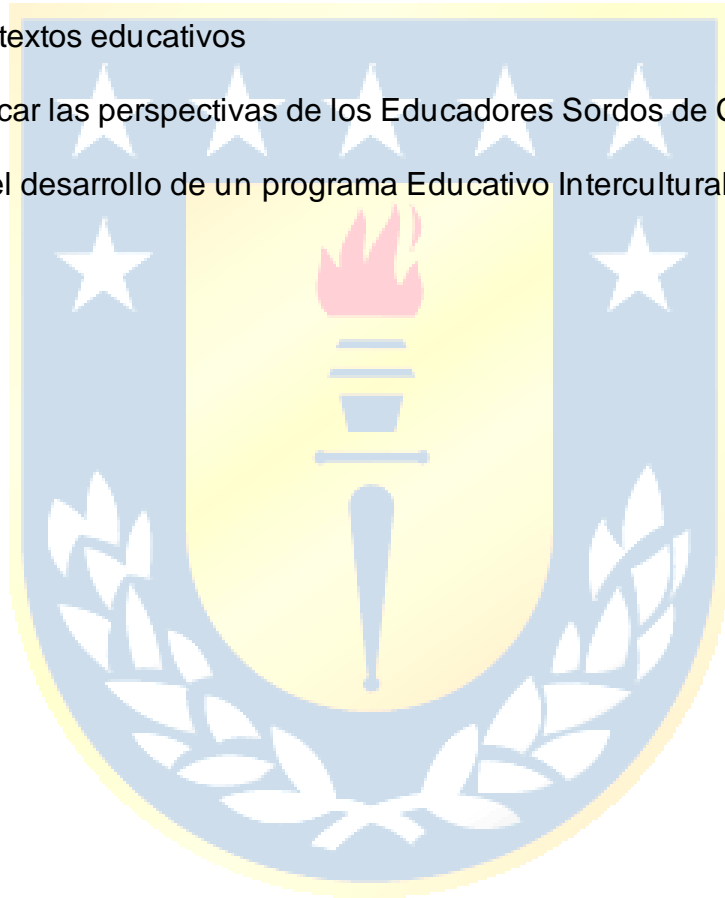 textos educativos
car las perspectivas de los Educadores Sordos de
el desarrollo de un programa Educativo Intercultural